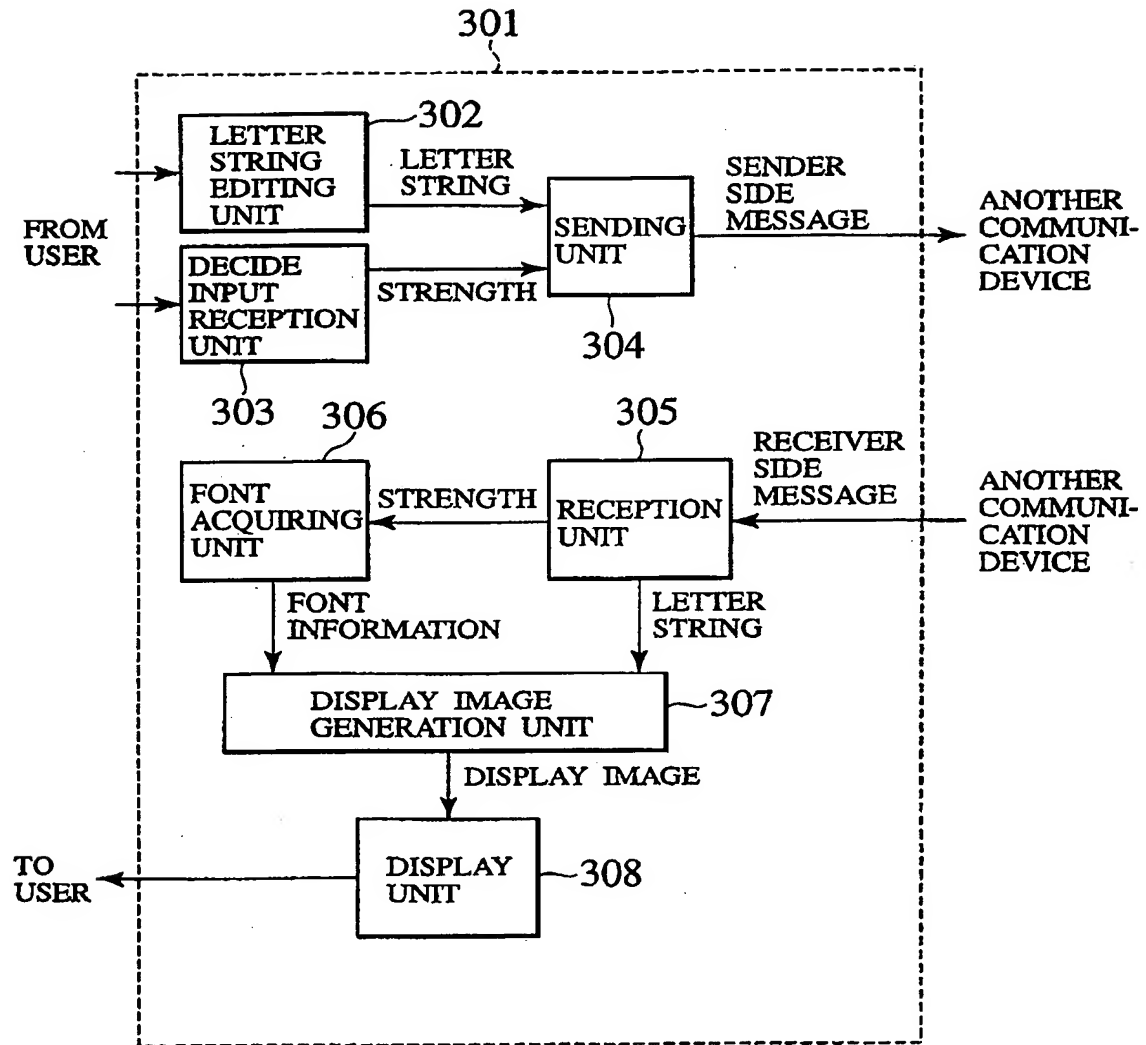 301
302
LETTER
STRING
EDITING
UNIT
LETTER
STRING
SENDER
SIDE
MESSAGE
ANOTHER
COMMUNI-
CATION
DEVICE
FROM
USER
SENDING
UNIT
304
DECIDE
INPUT
RECEPTION
UNIT
STRENGTH
303
306
305
RECEIVER
SIDE
MESSAGE
ANOTHER
COMMUNI-
CATION
DEVICE
FONT
ACQUIRING
UNIT
STRENGTH
RECEPTION
UNIT
FONT
INFORMATION
LETTER
STRING
DISPLAY IMAGE
GENERATION UNIT
307
DISPLAY IMAGE
TO
USER
DISPLAY
UNIT
308